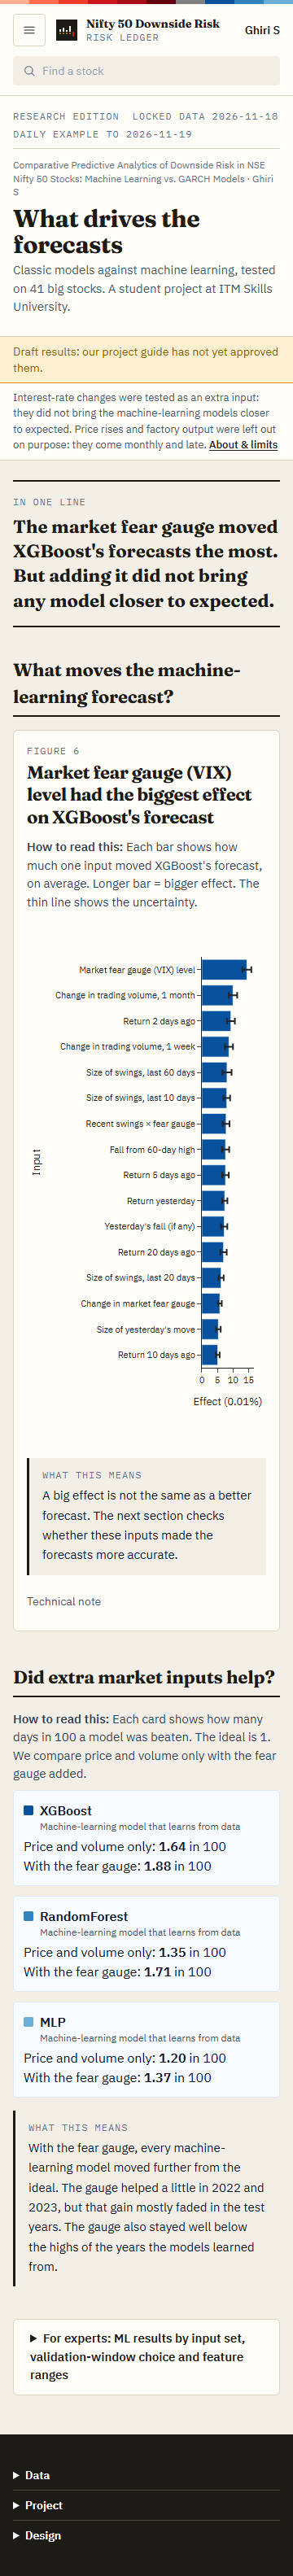 Nifty 50 Downside Risk
RISK LEDGER
Ghiri S
Find a stock
RESEARCH EDITION LOCKED DATA 2026-11-18
DAILY EXAMPLE TO 2026-11-19
Comparative Predictive Analytics of Downside Risk in NSE
Nifty 50 Stocks: Machine Learning vs. GARCH Models · Ghiri
S
What drives the
forecasts
Classic models against machine learning, tested
on 41 big stocks. A student project at ITM Skills
University.
Draft results: our project guide has not yet approved
them.
Interest-rate changes were tested as an extra input:
they did not bring the machine-learning models closer
to expected. Price rises and factory output were left out
on purpose: they come monthly and late. About & limits
IN ONE LINE
The market fear gauge moved
XGBoost's forecasts the most.
But adding it did not bring
any model closer to expected.
What moves the machine-
learning forecast?
FIGURE 6
Market fear gauge (VIX)
level had the biggest effect
on XGBoost's forecast
How to read this: Each bar shows how
much one input moved XGBoost's forecast,
on average. Longer bar = bigger effect. The
thin line shows the uncertainty.
Input
Market fear gauge (VIX) level
Change in trading volume, 1 month
Return 2 days ago
Change in trading volume, 1 week
Size of swings, last 60 days
Size of swings, last 10 days
Recent swings × fear gauge
Fall from 60-day high
Return 5 days ago
Return yesterday
Yesterday's fall (if any)
Return 20 days ago
Size of swings, last 20 days
Change in market fear gauge
Size of yesterday's move
Return 10 days ago
0 5 10 15
Effect (0.01%)
WHAT THIS MEANS
A big effect is not the same as a better
forecast. The next section checks
whether these inputs made the
forecasts more accurate.
Technical note
Did extra market inputs help?
How to read this: Each card shows how many
days in 100 a model was beaten. The ideal is 1.
We compare price and volume only with the fear
gauge added.
XGBoost
Machine-learning model that learns from data
Price and volume only: 1.64 in 100
With the fear gauge: 1.88 in 100
RandomForest
Machine-learning model that learns from data
Price and volume only: 1.35 in 100
With the fear gauge: 1.71 in 100
MLP
Machine-learning model that learns from data
Price and volume only: 1.20 in 100
With the fear gauge: 1.37 in 100
WHAT THIS MEANS
With the fear gauge, every machine-
learning model moved further from the
ideal. The gauge helped a little in 2022 and
2023, but that gain mostly faded in the test
years. The gauge also stayed well below
the highs of the years the models learned
from.
For experts: ML results by input set,
validation-window choice and feature
ranges
Data
Project
Design